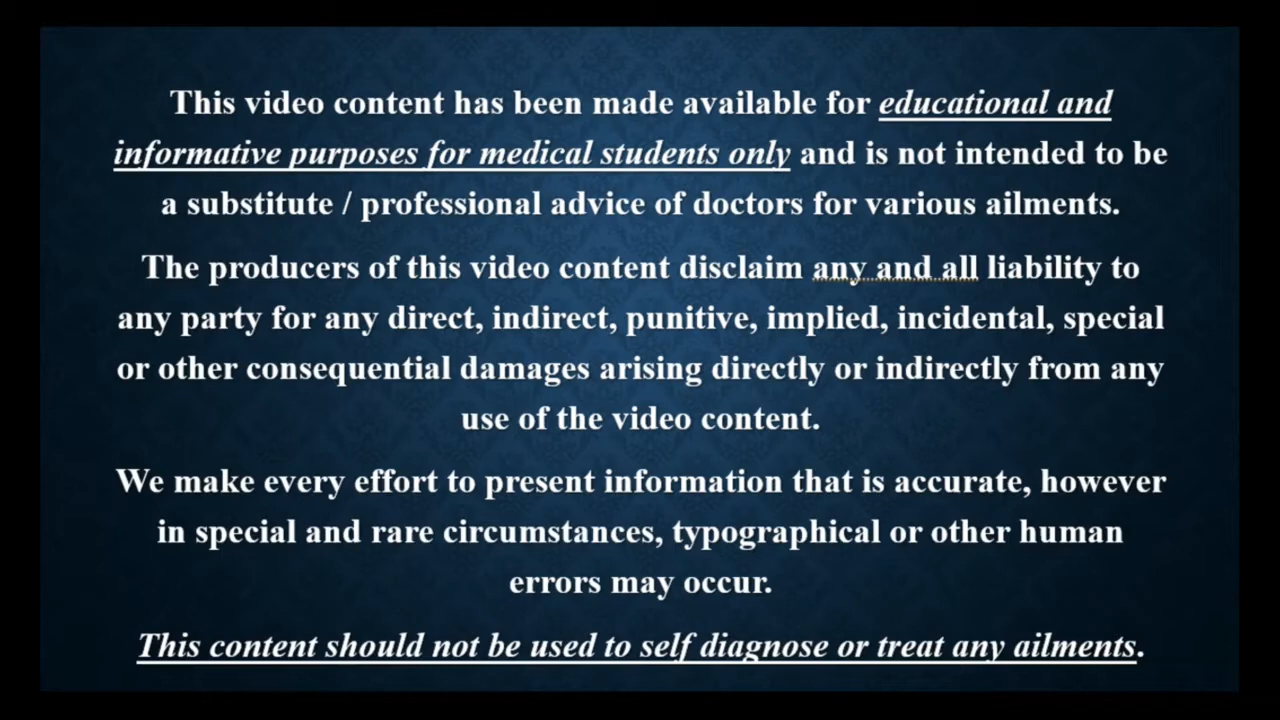 This video content has been made available for educational and
informative purposes for medical students only and is not intended to be
a substitute / professional advice of doctors for various ailments.
The producers of this video content disclaim any and all liability to
any party for any direct, indirect, punitive, implied, incidental, special
or other consequential damages arising directly or indirectly from any
use of the video content.
We make every effort to present information that is accurate, however
in special and rare circumstances, typographical or other human
errors may occur.
This content should not be used to self diagnose or treat any ailments.